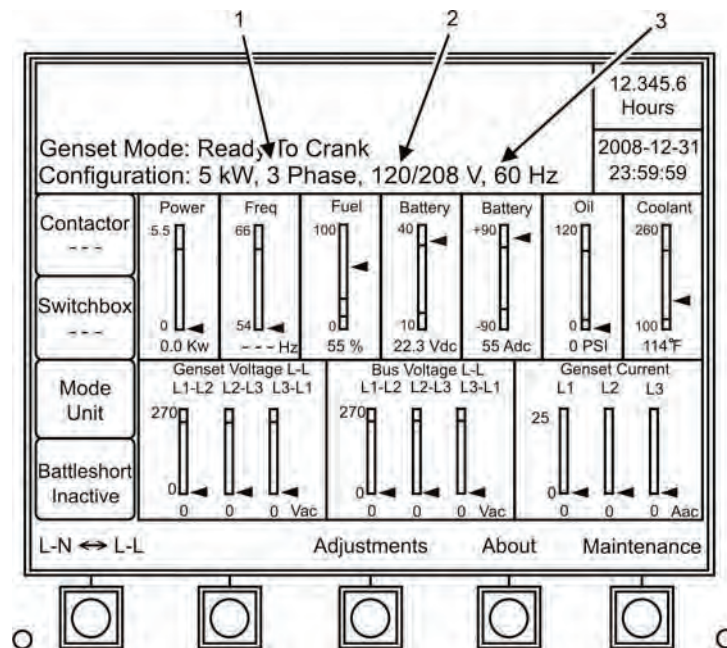 1 2 3
12.345.6
Hours
Genset Mode: Ready To Crank
Configuration: 5 kW, 3 Phase, 120/208 V, 60 Hz
2008-12-31
23:59:59
Contactor
- - -
Switchbox
- - -
Mode
Unit
Battleshort
Inactive
Power
5.5
0
0.0 Kw
Freq
66
54
- - - Hz
Fuel
100
0
55 %
Battery
40
10
22.3 Vdc
Battery
+90
-90
55 Adc
Oil
120
0
0 PSI
Coolant
260
100
114°F
Genset Voltage L-L
L1-L2 L2-L3 L3-L1
270
0
0 0 0 Vac
Bus Voltage L-L
L1-L2 L2-L3 L3-L1
270
0
0 0 0 Vac
Genset Current
L1 L2 L3
25
0
0 0 0 Aac
L-N ↔ L-L Adjustments About Maintenance